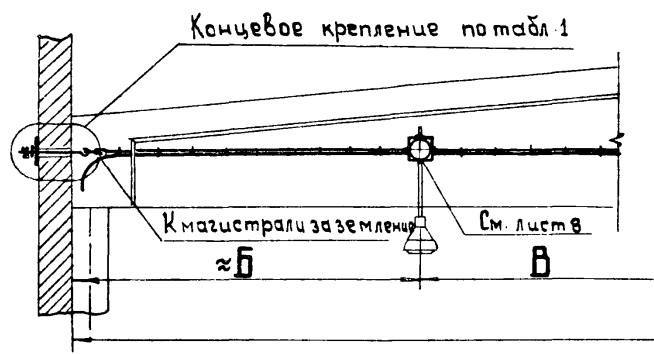 Концевое крепление по табл. 1
К магистрали заземления
См. лист 8
≈Б
В